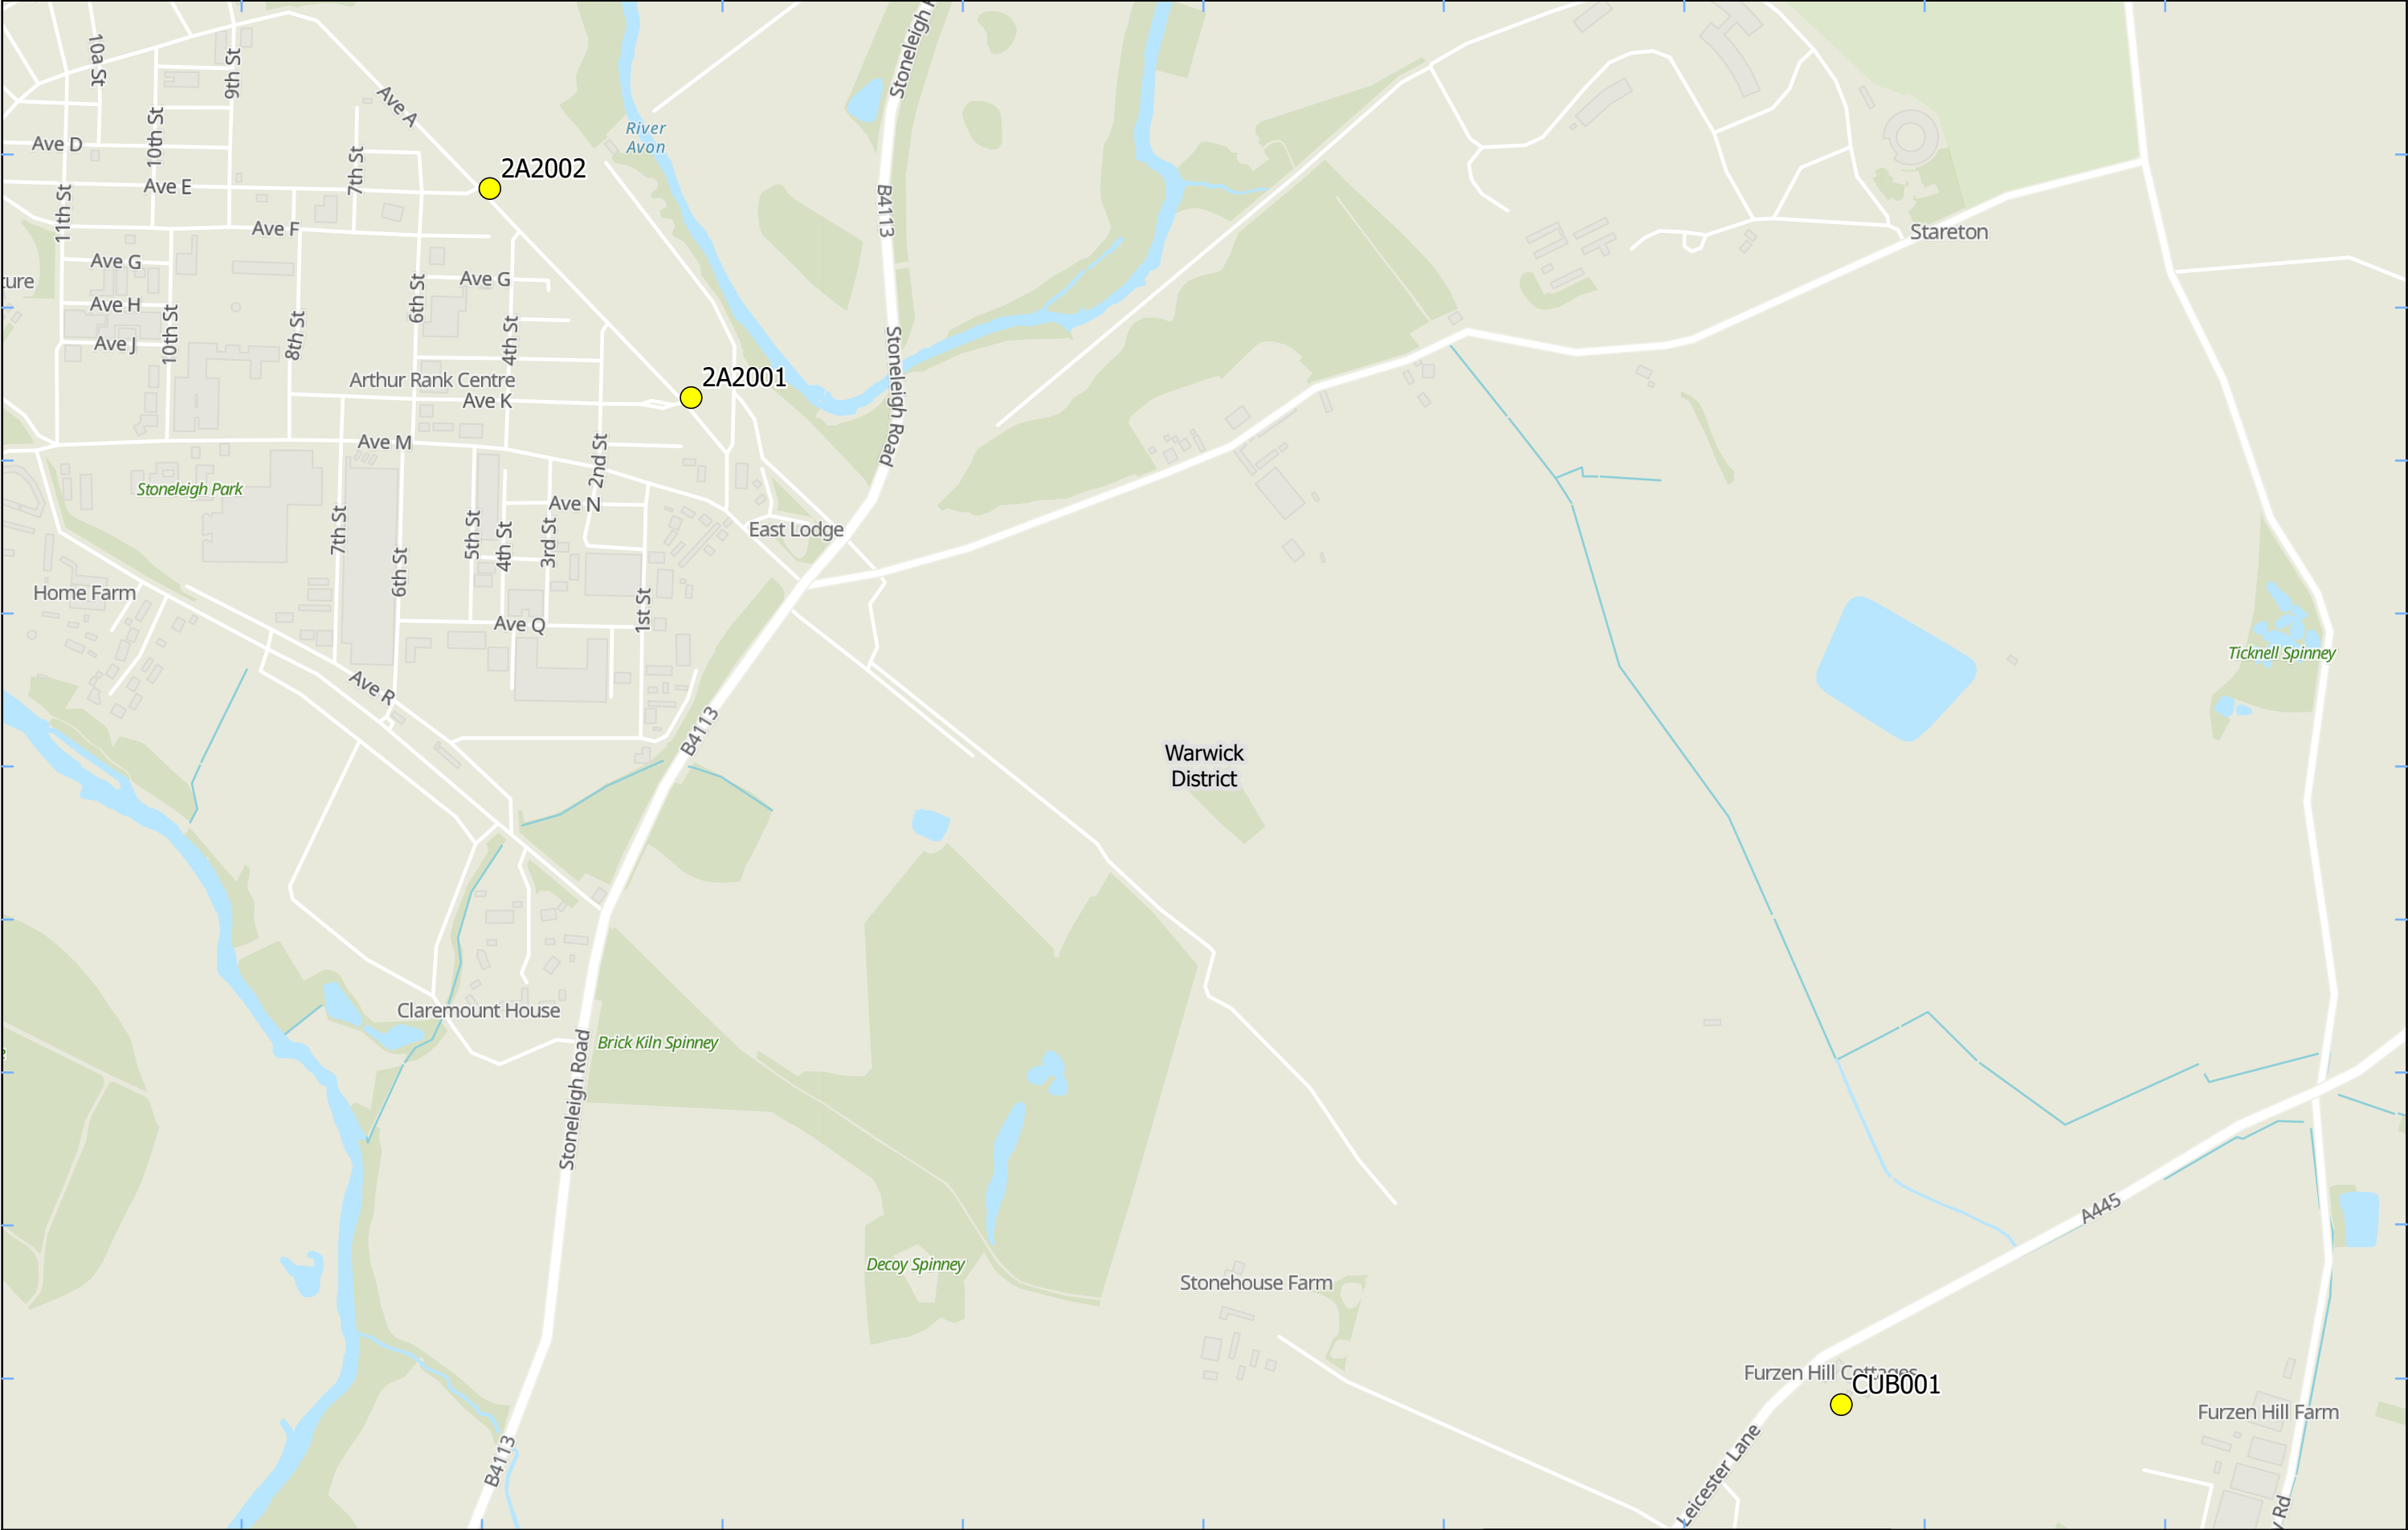 Stoneleigh R
10a St
9th St
Ave A
10th St
River
Avon
Ave D
7th St
2A2002
Ave E
11th St
B4113
Ave F
Stareton
Ave G
ture
Ave G
Ave H
6th St
10th St
8th St
4th St
Ave J
Stoneleigh Road
Arthur Rank Centre
2A2001
Ave K
Ave M
2nd St
Stoneleigh Park
Ave N
7th St
5th St
4th St
3rd St
East Lodge
6th St
Home Farm
1st St
Ave Q
Ticknell Spinney
Ave R
B4113
Warwick
District
Claremount House
Brick Kiln Spinney
e
Stoneleigh Road
A445
Decoy Spinney
Stonehouse Farm
Furzen Hill Cottages
CUB001
Furzen Hill Farm
B4113
Leicester Lane
Rd